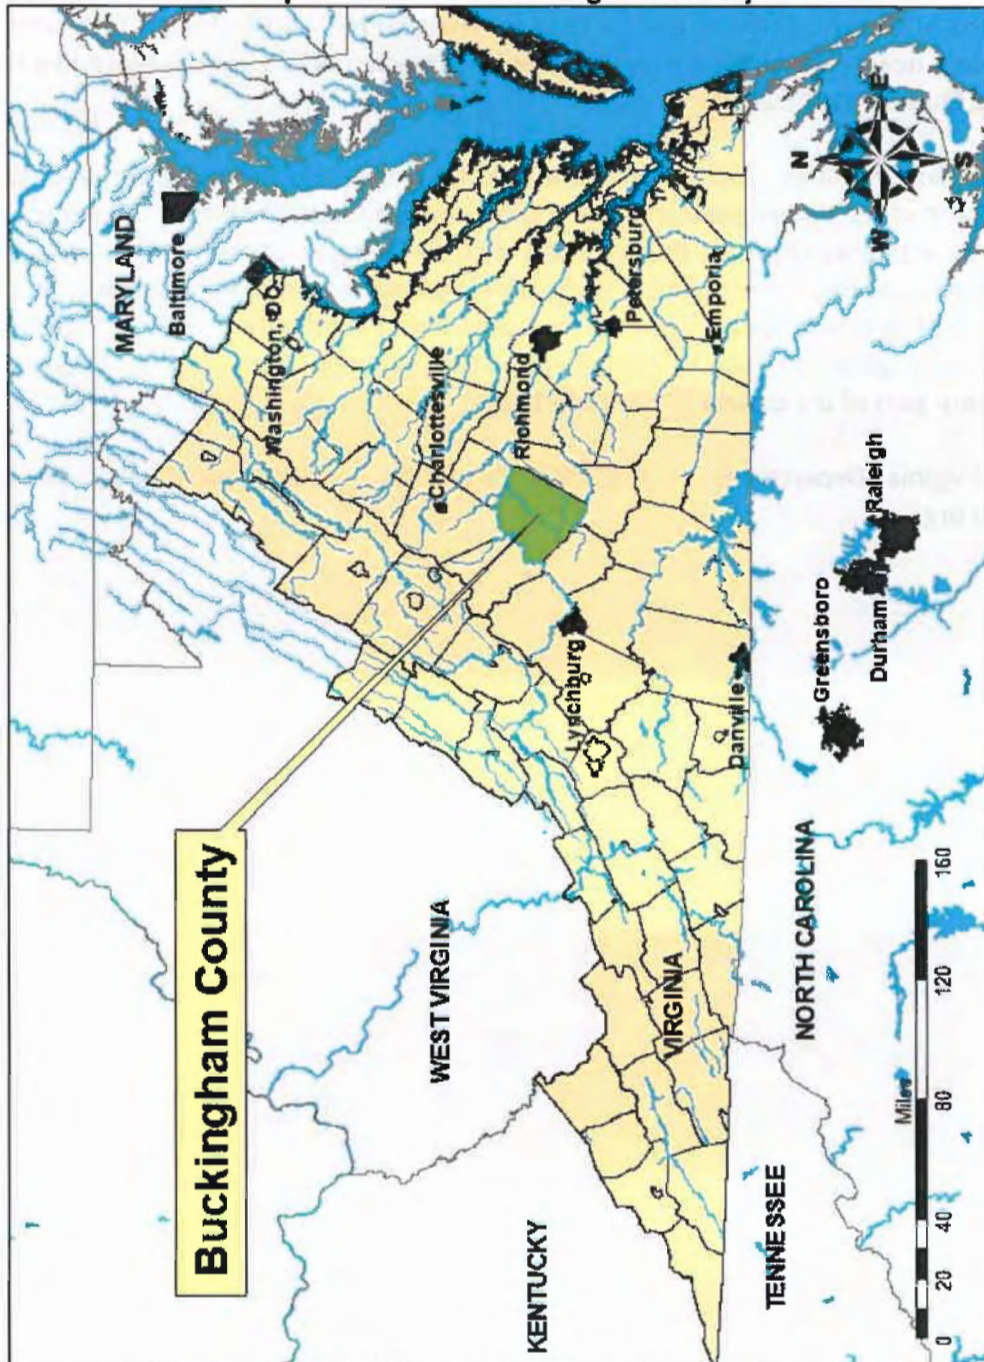 Buckingham County
MARYLAND
Baltimore
Washington, DC
WEST VIRGINIA
Charlottesville
KENTUCKY
Richmond
Lynchburg
Petersburg
VIRGINIA
Emporia
Danville
TENNESSEE
NORTH CAROLINA
Greensboro
Durham
Raleigh
N
E
S
W
Miles
0 20 40 80 120 160